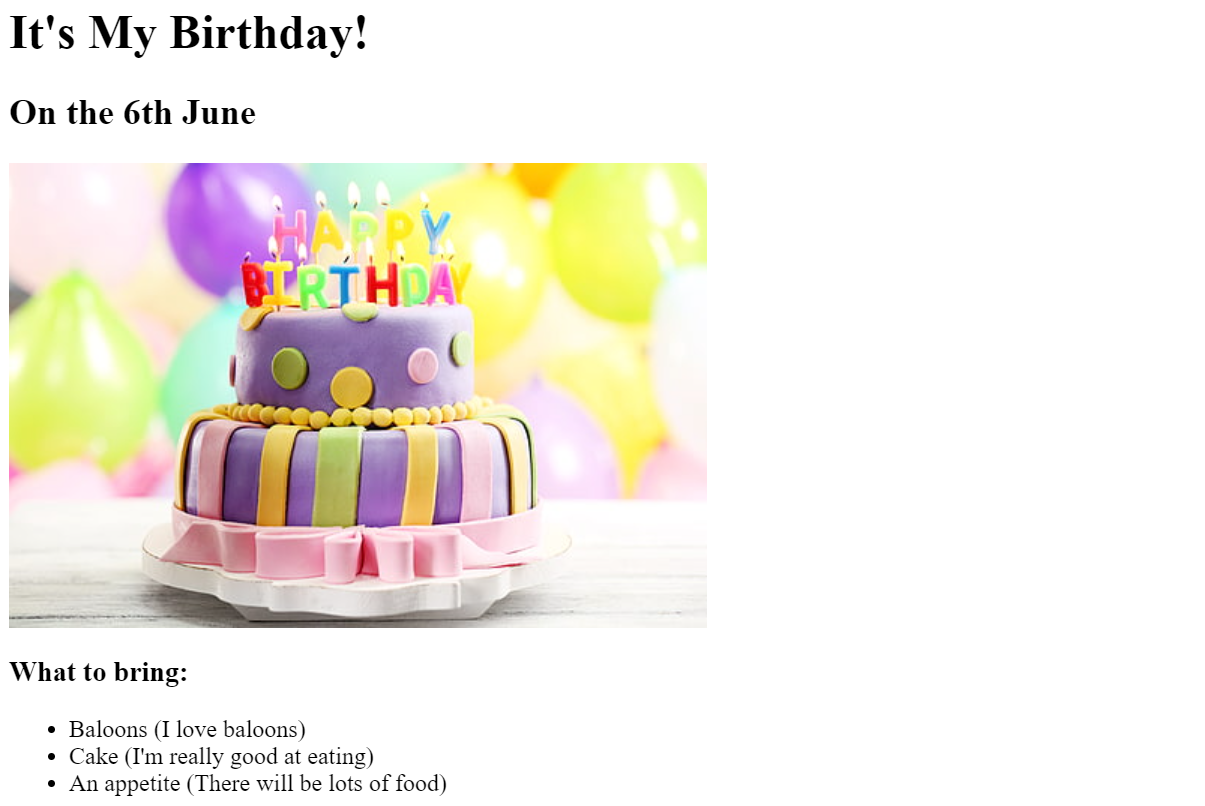 It's My Birthday!
On the 6th June
HAPPY
BIRTHDAY
What to bring:
Baloons (I love baloons)
Cake (I'm really good at eating)
An appetite (There will be lots of food)